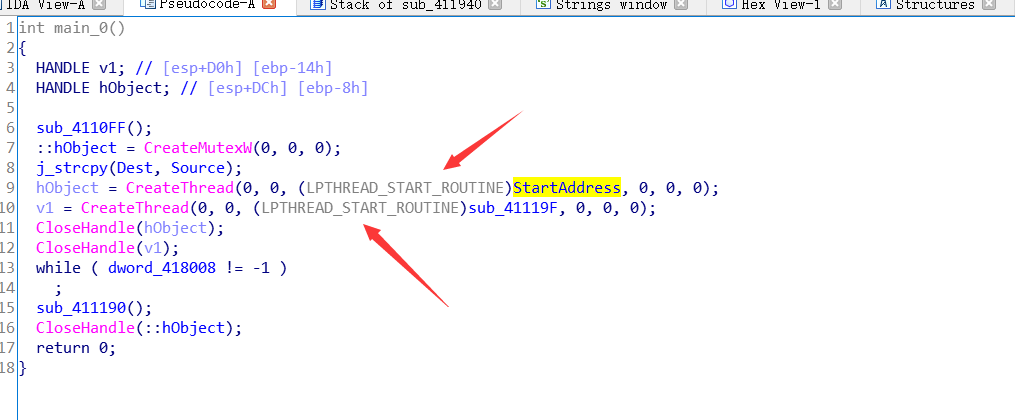 IDA View-A Pseudocode-A Stack of sub_411940 Strings window Hex View-1 Structures
1 int main_0()
2 {
3 HANDLE v1; // [esp+D0h] [ebp-14h]
4 HANDLE hObject; // [esp+DCh] [ebp-8h]
5
6 sub_4110FF();
7 ::hObject = CreateMutexW(0, 0, 0);
8 j_strcpy(Dest, Source);
9 hObject = CreateThread(0, 0, (LPTHREAD_START_ROUTINE)StartAddress, 0, 0, 0);
10 v1 = CreateThread(0, 0, (LPTHREAD_START_ROUTINE)sub_41119F, 0, 0, 0);
11 CloseHandle(hObject);
12 CloseHandle(v1);
13 while ( dword_418008 != -1 )
14 ;
15 sub_411190();
16 CloseHandle(::hObject);
17 return 0;
18 }